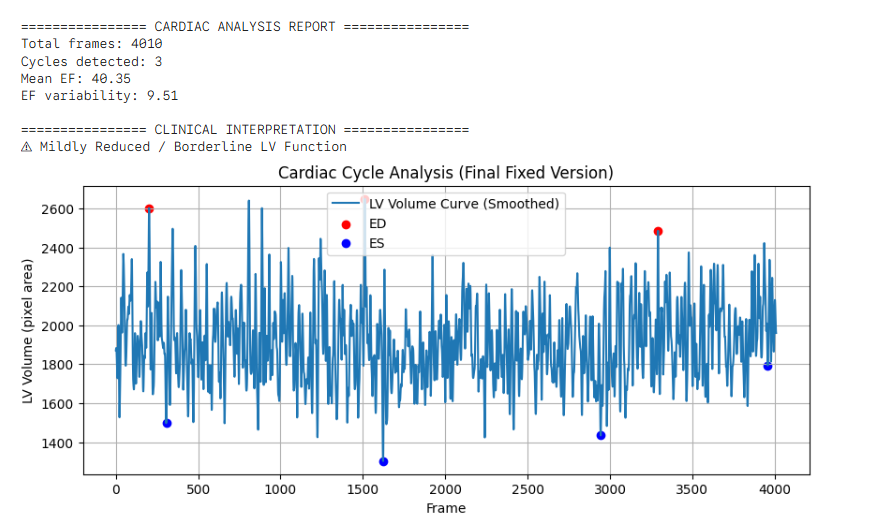 ================ CARDIAC ANALYSIS REPORT ================
Total frames: 4010
Cycles detected: 3
Mean EF: 40.35
EF variability: 9.51
================ CLINICAL INTERPRETATION ================
⚠ Mildly Reduced / Borderline LV Function
Cardiac Cycle Analysis (Final Fixed Version)
LV Volume Curve (Smoothed)
ED
ES
LV Volume (pixel area)
2600
2400
2200
2000
1800
1600
1400
0
500
1000
1500
2000
2500
3000
3500
4000
Frame